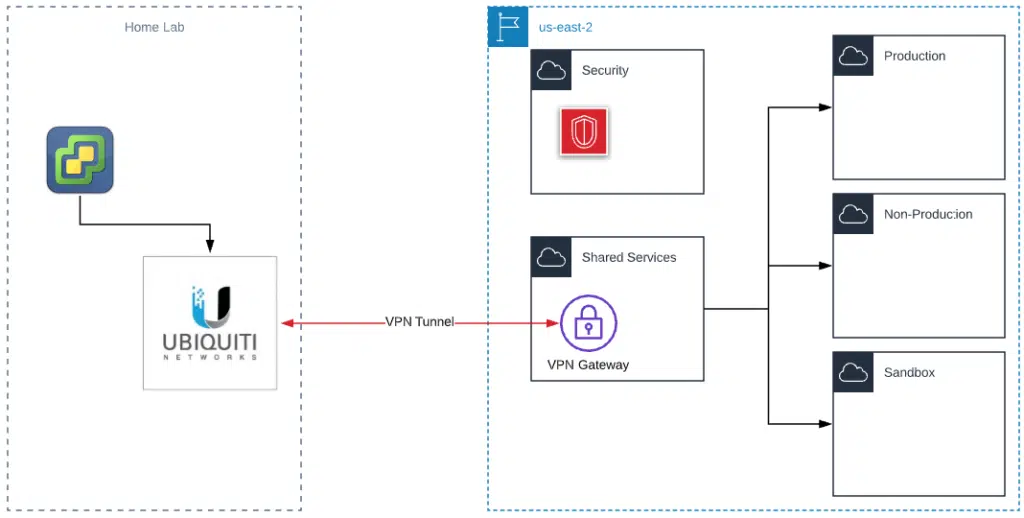 Home Lab
UBIQUITI
NETWORKS
VPN Tunnel
us-east-2
Security
Shared Services
VPN Gateway
Production
Non-Production
Sandbox